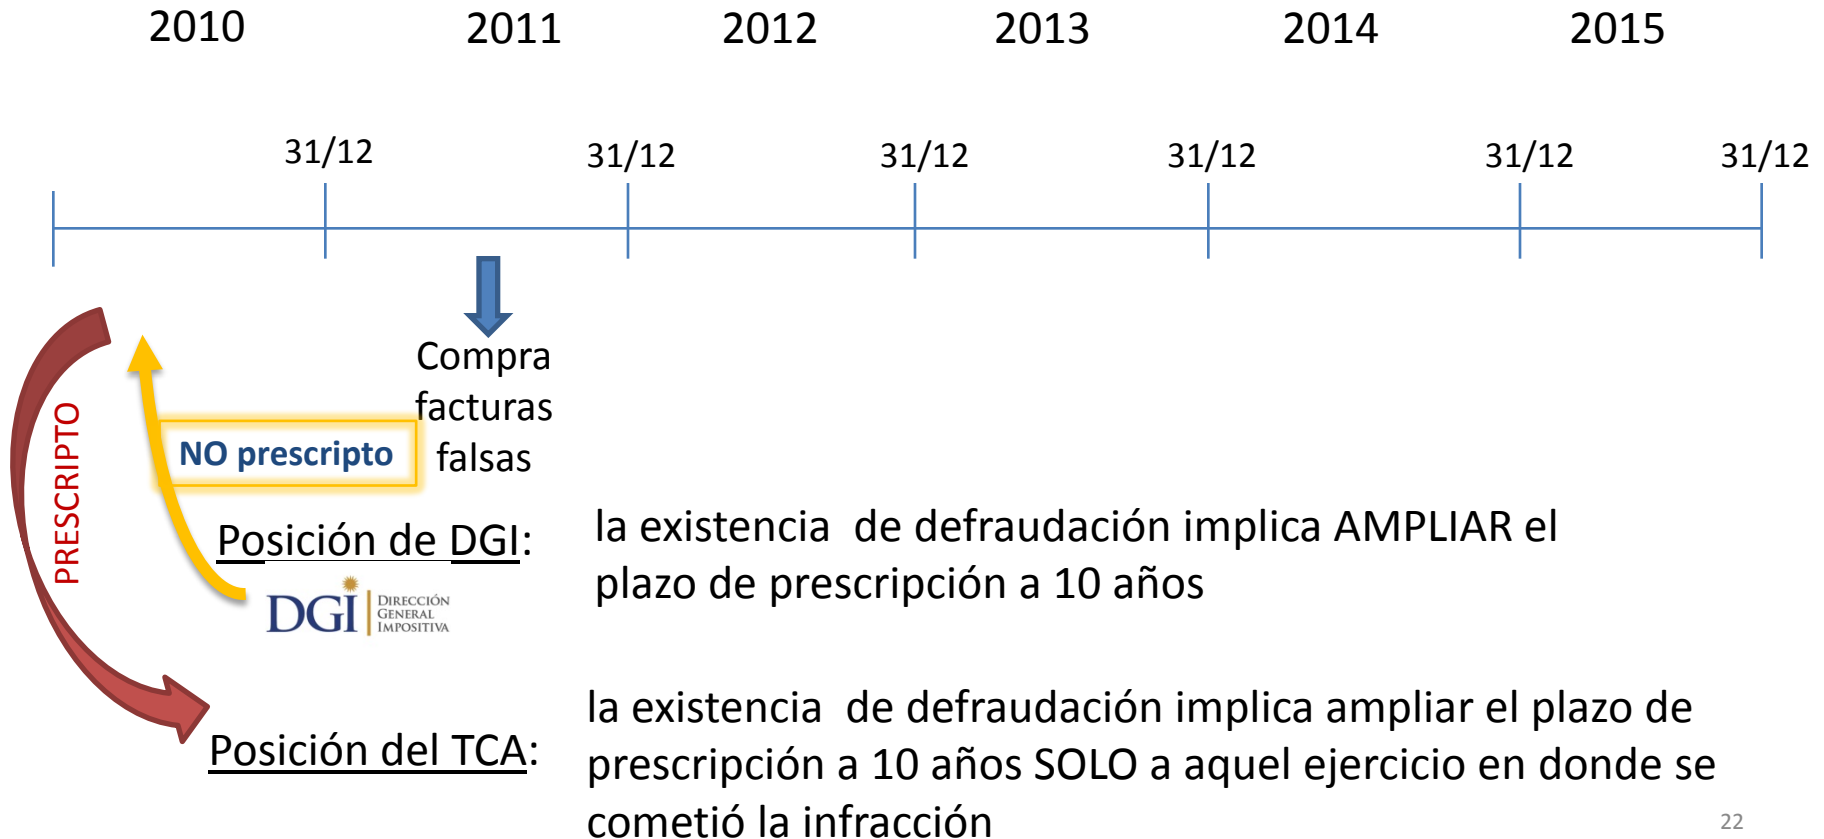 2010 2011 2012 2013 2014 2015
31/12 31/12 31/12 31/12 31/12 31/12
Compra
facturas
falsas
PRESCRIPTO
NO prescripto
Posición de DGI:
la existencia  de defraudación implica AMPLIAR el
plazo de prescripción a 10 años
DGI
DIRECCIÓN
GENERAL
IMPOSITIVA
Posición del TCA:
la existencia  de defraudación implica ampliar el plazo de
prescripción a 10 años SOLO a aquel ejercicio en donde se
cometió la infracción
22